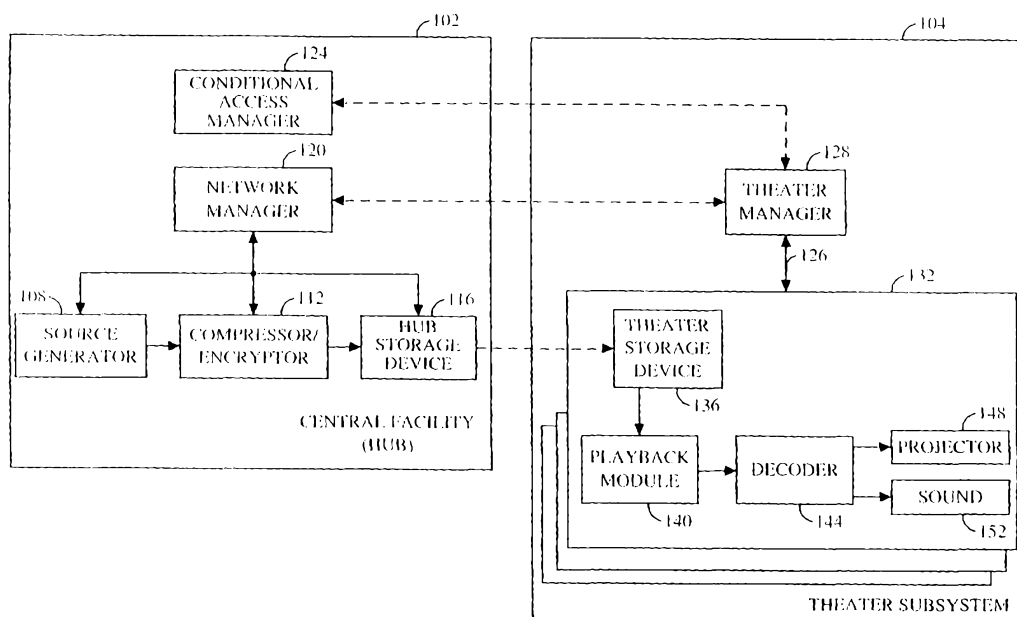 102
124
CONDITIONAL
ACCESS
MANAGER
120
NETWORK
MANAGER
108
SOURCE
GENERATOR
112
COMPRESSOR/
ENCRYPTOR
116
HUB
STORAGE
DEVICE
CENTRAL FACILITY
(HUB)
104
128
THEATER
MANAGER
126
132
THEATER
STORAGE
DEVICE
136
PLAYBACK
MODULE
140
DECODER
144
148
PROJECTOR
SOUND
152
THEATER SUBSYSTEM